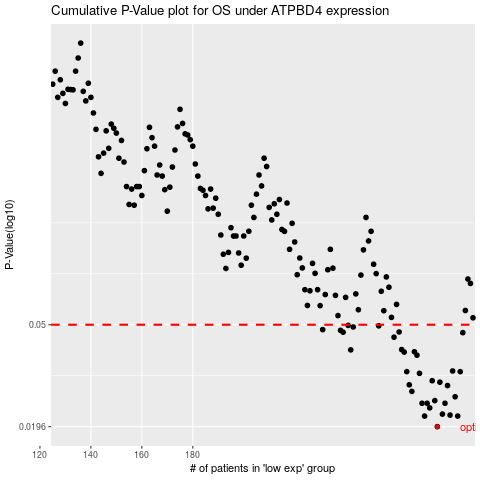 Cumulative P-Value plot for OS under ATPBD4 expression
P-Value(log10)
0.05
0.0196
opti
120 140 160 180
# of patients in 'low exp' group